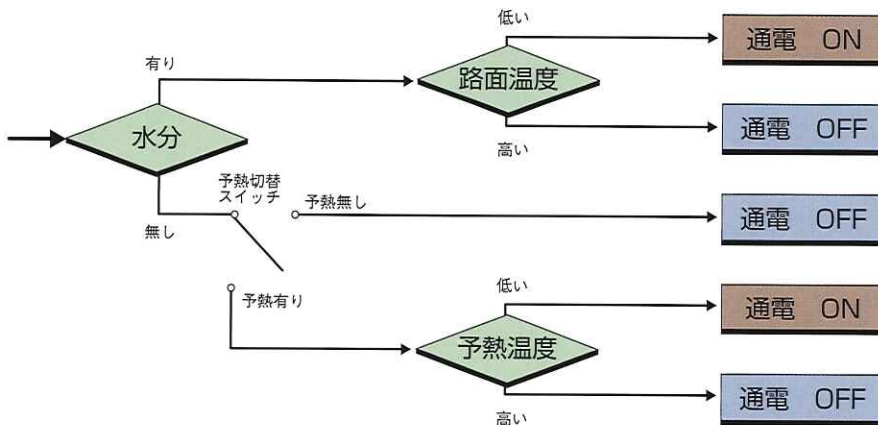 低い
通電 ON
有り
路面温度
水分
通電 OFF
高い
予熱切替
スイッチ
予熱無し
通電 OFF
無し
予熱有り
低い
通電 ON
予熱温度
通電 OFF
高い